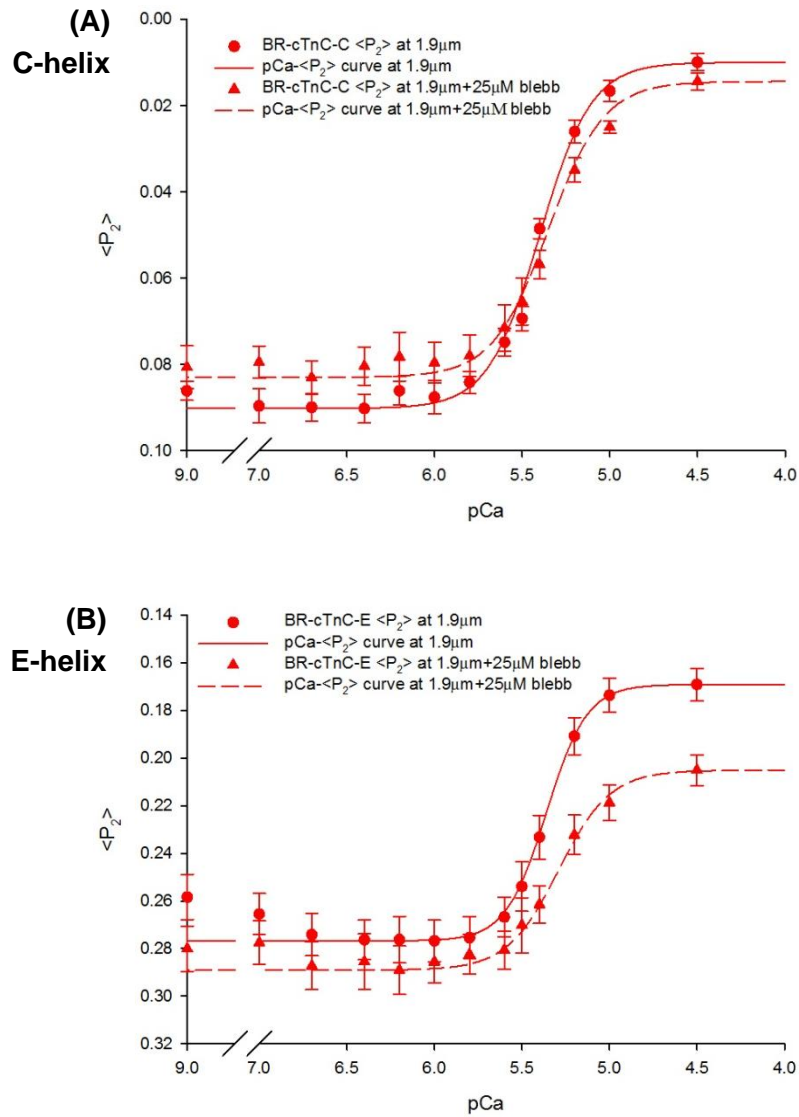 (A)
C-helix
0.00
0.02
0.04
0.06
0.08
0.10
<P₂>
BR-cTnC-C <P₂> at 1.9μm
pCa-<P₂> curve at 1.9μm
BR-cTnC-C <P₂> at 1.9μm+25μM blebb
pCa-<P₂> curve at 1.9μm+25μM blebb
9.0 7.0 6.5 6.0 5.5 5.0 4.5 4.0
pCa
(B)
E-helix
0.14
0.16
0.18
0.20
0.22
0.24
0.26
0.28
0.30
0.32
<P₂>
BR-cTnC-E <P₂> at 1.9μm
pCa-<P₂> curve at 1.9μm
BR-cTnC-E <P₂> at 1.9μm+25μM blebb
pCa-<P₂> curve at 1.9μm+25μM blebb
9.0 7.0 6.5 6.0 5.5 5.0 4.5 4.0
pCa